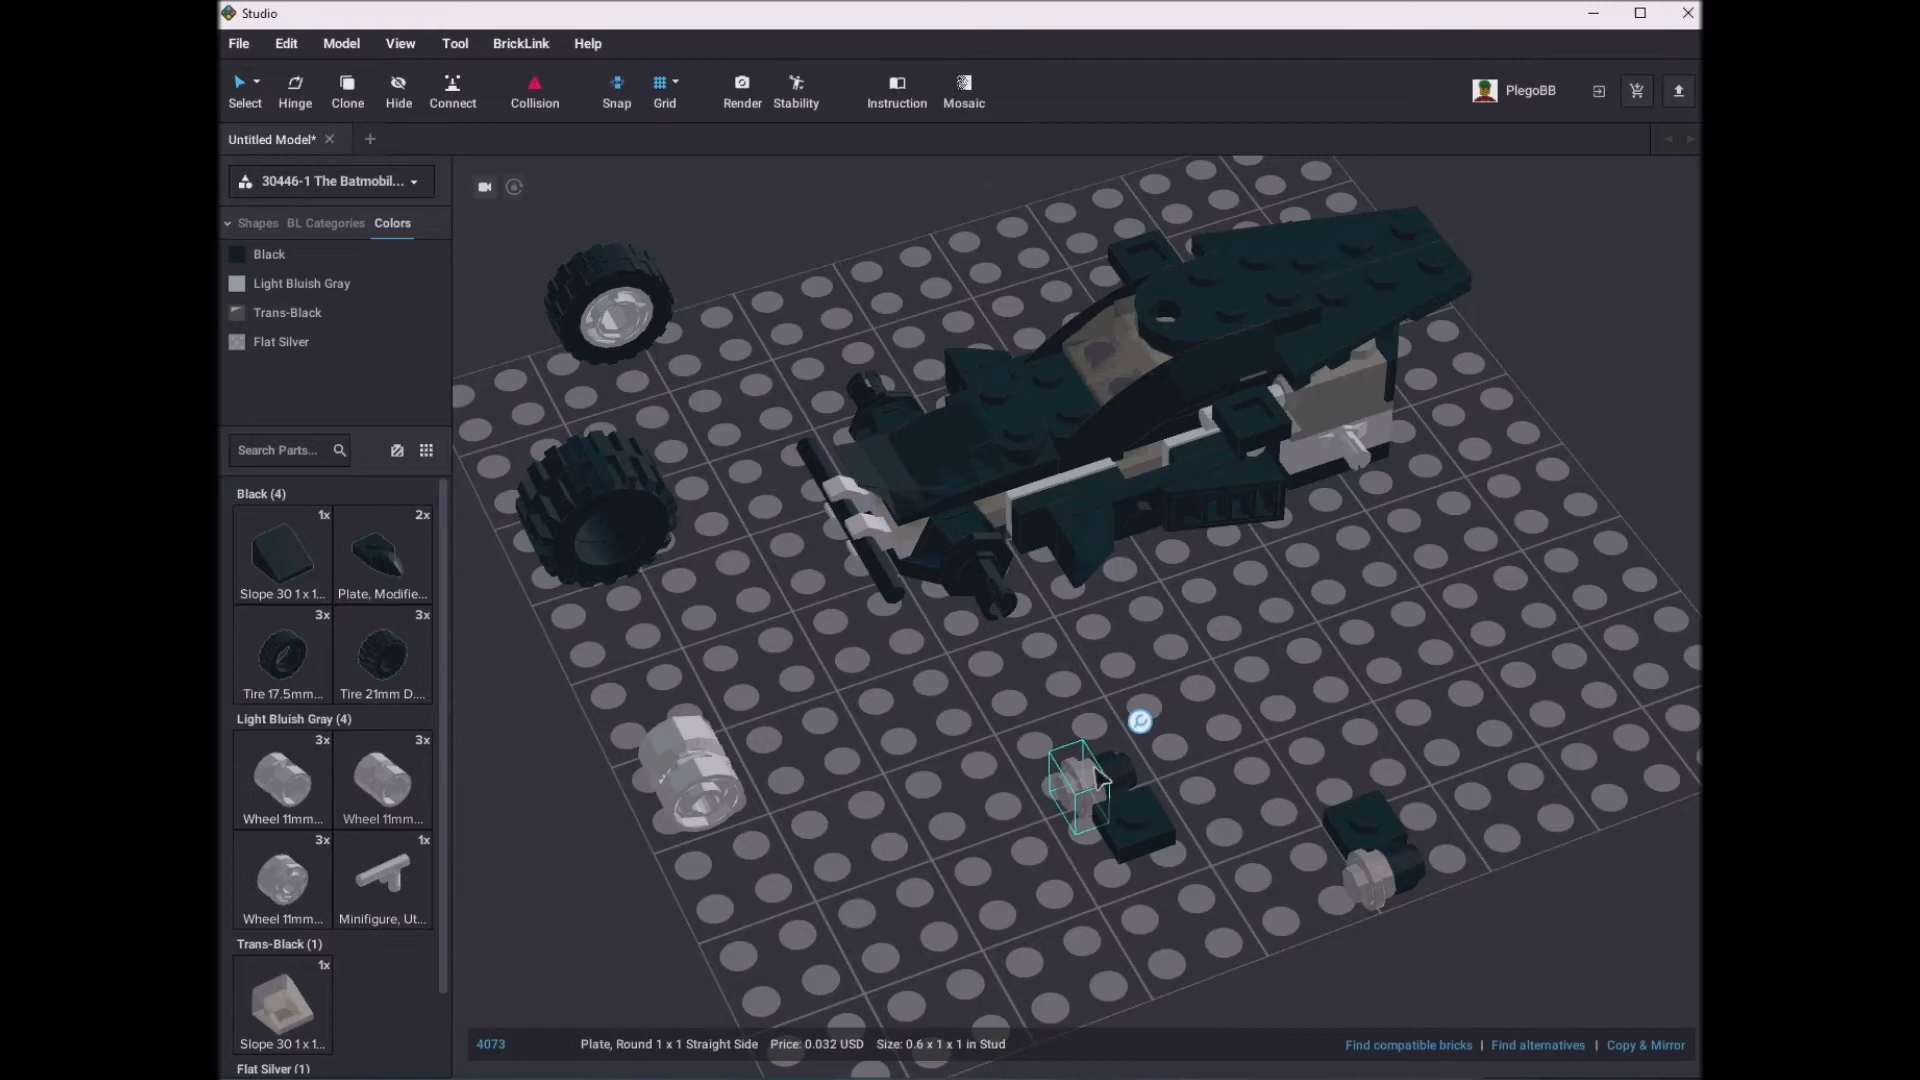 Studio
File Edit Model View Tool BrickLink Help
Select Hinge Clone Hide Connect Collision Snap Grid Render Stability Instruction Mosaic PlegoBB
Untitled Model*
30446-1 The Batmobil...
Shapes BL Categories Colors
Black
Light Bluish Gray
Trans-Black
Flat Silver
Search Parts...
Black (4)
1x 2x
Slope 30 1 x 1... Plate, Modifie...
3x 3x
Tire 17.5mm... Tire 21mm D....
Light Bluish Gray (4)
3x 3x
Wheel 11mm... Wheel 11mm...
3x 1x
Wheel 11mm... Minifigure, Ut...
Trans-Black (1)
1x
Slope 30 1 x 1...
Flat Silver (1)
4073 Plate, Round 1 x 1 Straight Side Price: 0.032 USD Size: 0.6 x 1 x 1 in Stud Find compatible bricks | Find alternatives | Copy & Mirror